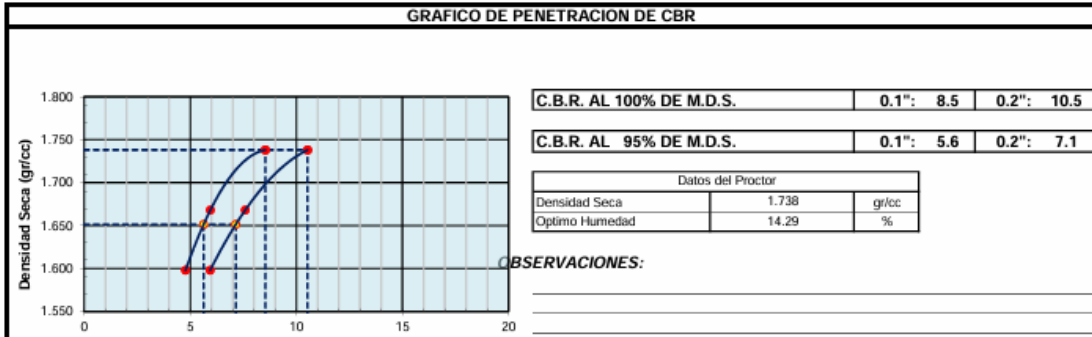 GRAFICO DE PENETRACION DE CBR
Densidad Seca (gr/cc)
1.800
1.750
1.700
1.650
1.600
1.550
0 5 10 15 20
C.B.R. AL 100% DE M.D.S. 0.1": 8.5 0.2": 10.5
C.B.R. AL 95% DE M.D.S. 0.1": 5.6 0.2": 7.1
Datos del Proctor
Densidad Seca 1.738 gr/cc
Optimo Humedad 14.29 %
OBSERVACIONES: